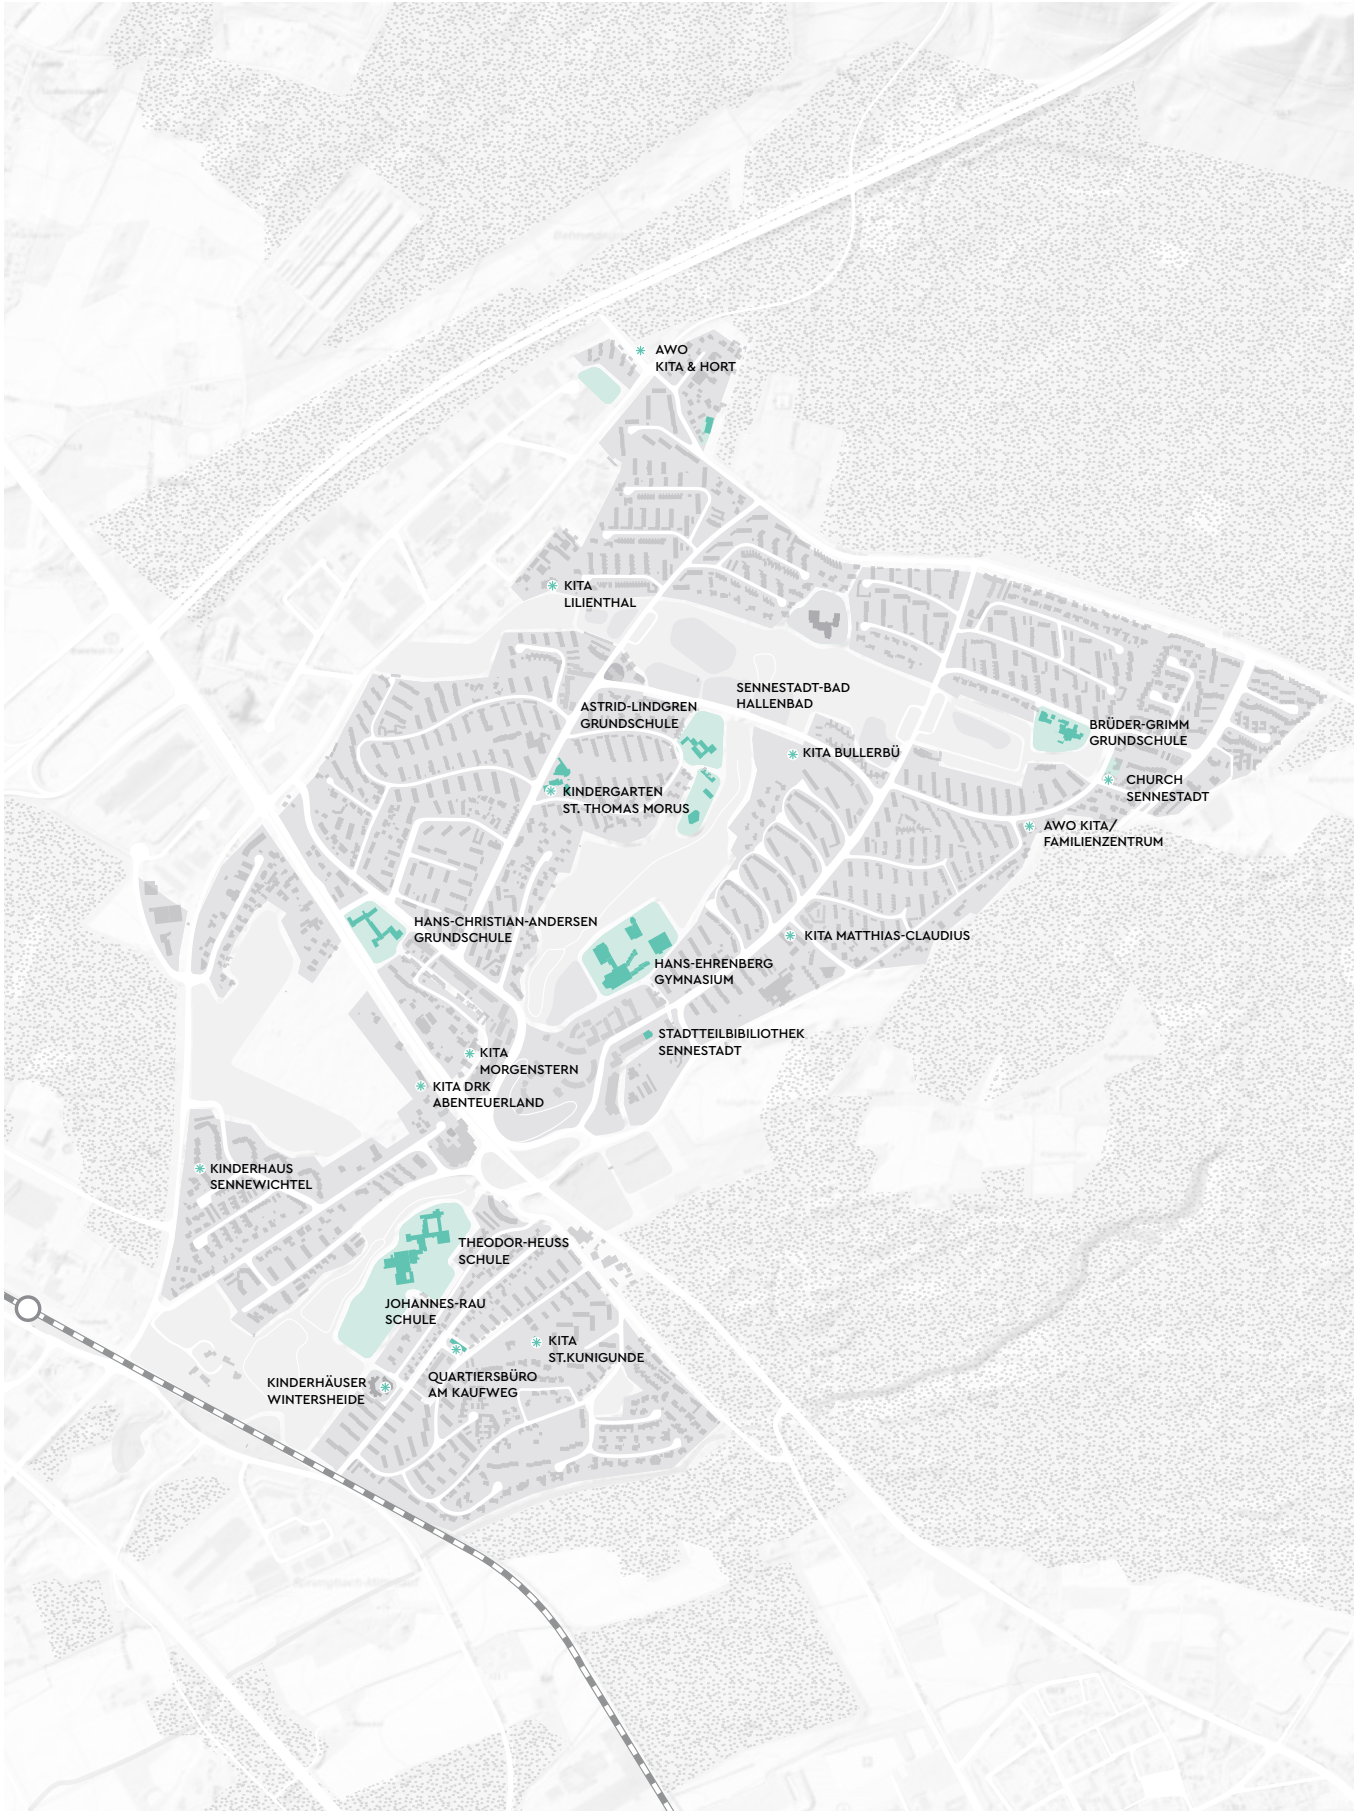 AWO
KITA & HORT
KITA
LILIENTHAL
SENNESTADT-BAD
HALLENBAD
ASTRID-LINDGREN
GRUNDSCHULE
BRÜDER-GRIMM
GRUNDSCHULE
KITA BULLERBÜ
CHURCH
SENNESTADT
KINDERGARTEN
ST. THOMAS MORUS
AWO KITA/
FAMILIENZENTRUM
HANS-CHRISTIAN-ANDERSEN
GRUNDSCHULE
KITA MATTHIAS-CLAUDIUS
HANS-EHRENBERG
GYMNASIUM
STADTTEILBIBILIOTHEK
SENNESTADT
KITA
MORGENSTERN
KITA DRK
ABENTEUERLAND
KINDERHAUS
SENNEWICHTEL
THEODOR-HEUSS
SCHULE
JOHANNES-RAU
SCHULE
KITA
ST.KUNIGUNDE
QUARTIERSBÜRO
AM KAUFWEG
KINDERHÄUSER
WINTERSHEIDE